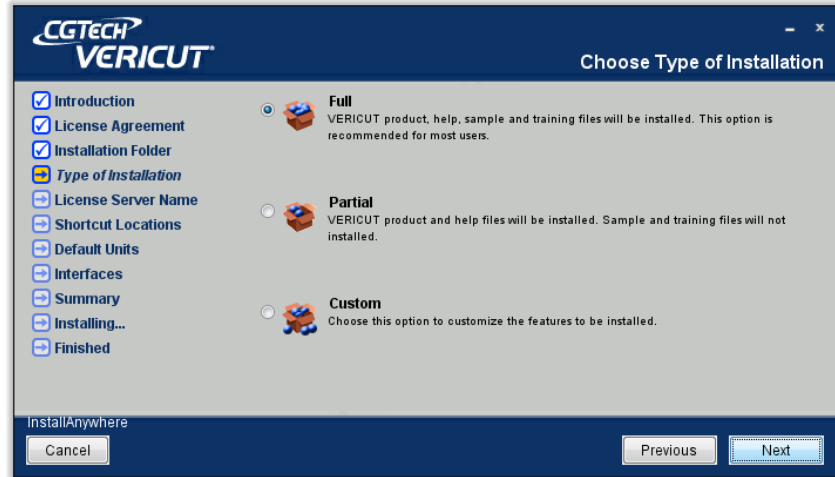 CGTECH
VERICUT
Choose Type of Installation
Introduction
License Agreement
Installation Folder
Type of Installation
License Server Name
Shortcut Locations
Default Units
Interfaces
Summary
Installing...
Finished
Full
VERICUT product, help, sample and training files will be installed. This option is
recommended for most users.
Partial
VERICUT product and help files will be installed. Sample and training files will not
installed.
Custom
Choose this option to customize the features to be installed.
InstallAnywhere
Cancel
Previous
Next